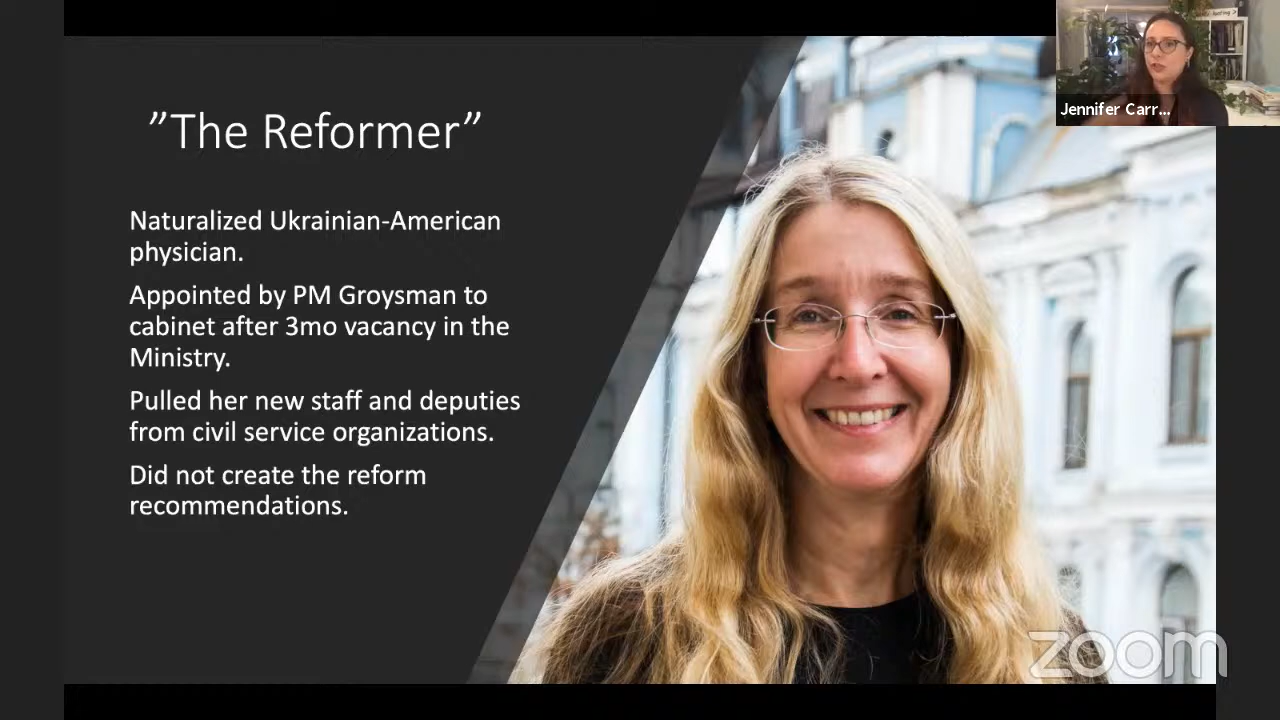 ”The Reformer”
Naturalized Ukrainian-American
physician.
Appointed by PM Groysman to
cabinet after 3mo vacancy in the
Ministry.
Pulled her new staff and deputies
from civil service organizations.
Did not create the reform
recommendations.
Jennifer Carr...
zoom